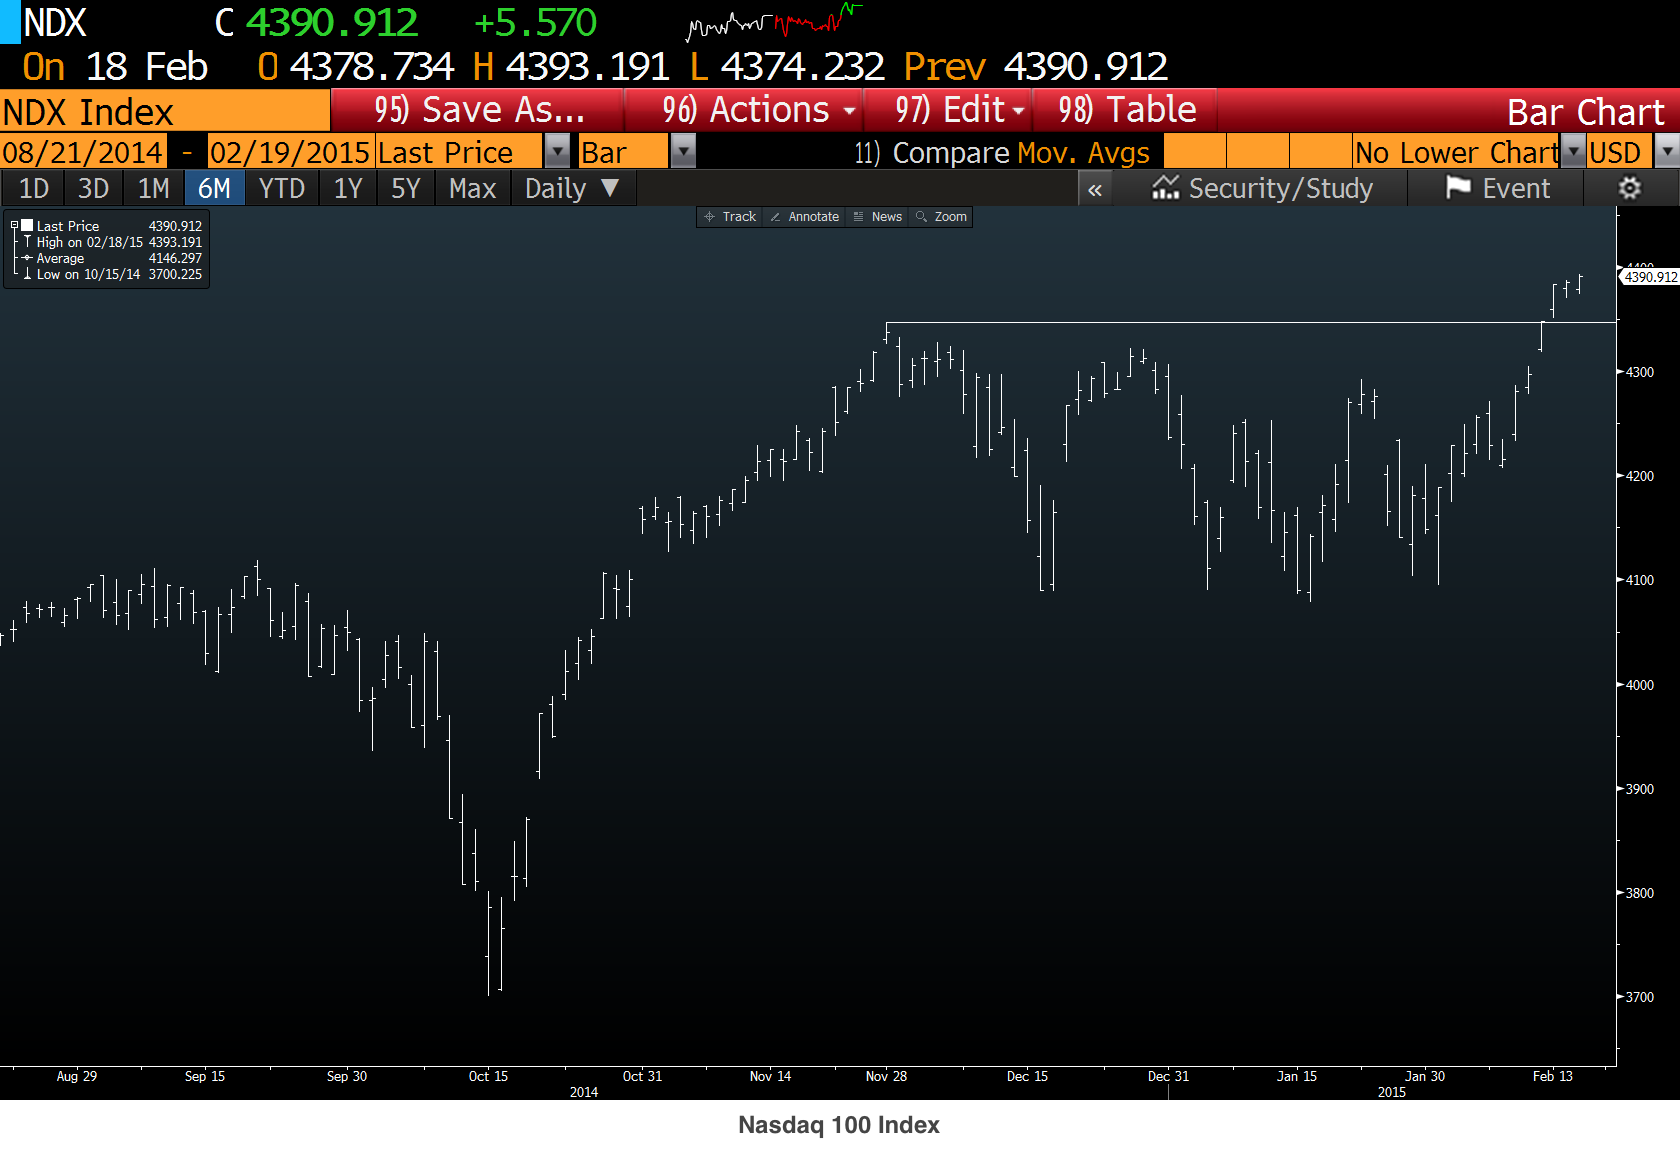 NDX C 4390.912 +5.570
On 18 Feb O 4378.734 H 4393.191 L 4374.232 Prev 4390.912
NDX Index 95) Save As... 96) Actions 97) Edit 98) Table Bar Chart
08/21/2014 - 02/19/2015 Last Price Bar 11) Compare Mov. Avgs No Lower Chart USD
1D 3D 1M 6M YTD 1Y 5Y Max Daily ▼ « Security/Study Event
Track Annotate News Zoom
Last Price 4390.912
High on 02/18/15 4393.191
Average 4146.297
Low on 10/15/14 3700.225
4400
4390.912
4300
4200
4100
4000
3900
3800
3700
Aug 29 Sep 15 Sep 30 Oct 15 Oct 31 Nov 14 Nov 28 Dec 15 Dec 31 Jan 15 Jan 30 Feb 13
2014 2015
Nasdaq 100 Index